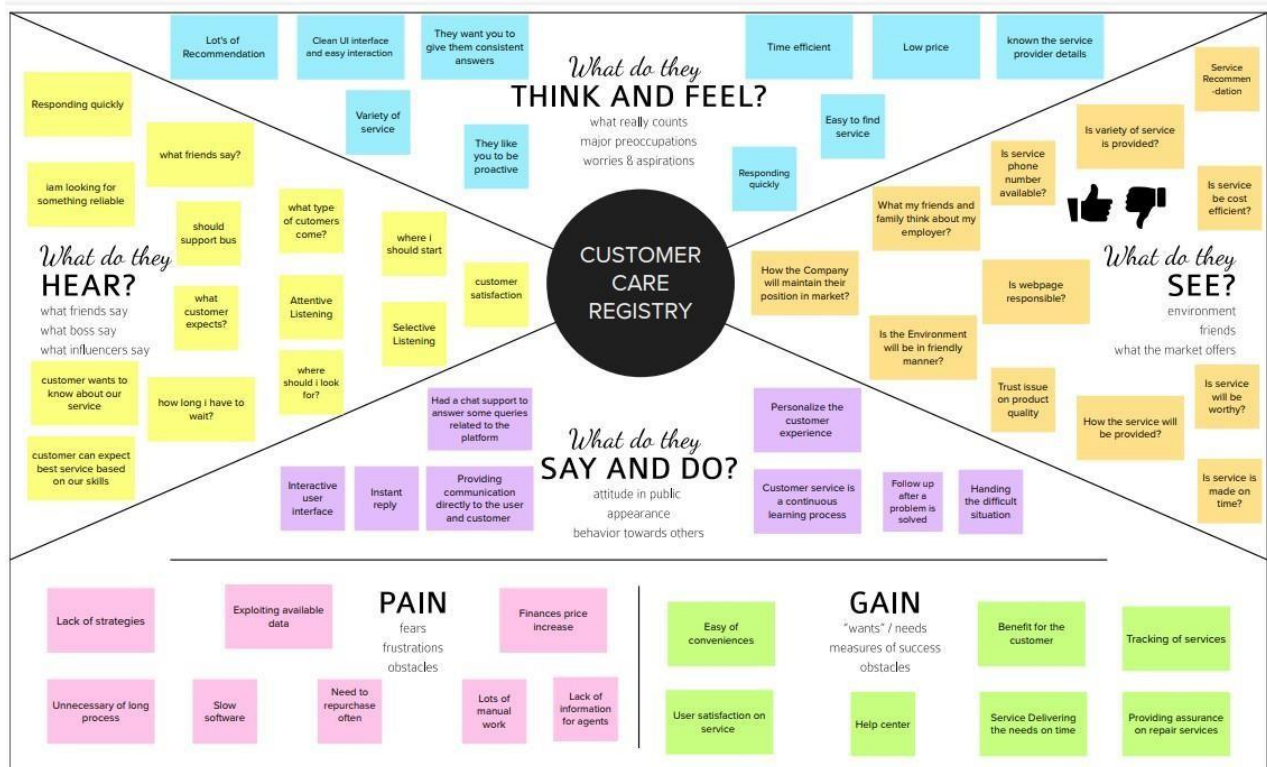 Lot's of
Recommendation
Clean UI interface
and easy interaction
They want you to
give them consistent
answers
Variety of
service
They like
you to be
proactive
What do they
THINK AND FEEL?
what really counts
major preoccupations
worries & aspirations
Time efficient
Low price
known the service
provider details
Easy to find
service
Responding
quickly
Responding quickly
what friends say?
iam looking for
something reliable
should
support bus
what type
of cutomers
come?
where i
should start
What do they
HEAR?
what friends say
what boss say
what influencers say
what
customer
expects?
Attentive
Listening
customer
satisfaction
Selective
Listening
where
should i look
for?
customer wants to
know about our
service
how long i have to
wait?
customer can expect
best service based
on our skills
CUSTOMER
CARE
REGISTRY
Service
Recommen
-dation
Is variety of service
is provided?
Is service
phone
number
available?
Is service
be cost
efficient?
What my friends and
family think about my
employer?
What do they
SEE?
environment
friends
what the market offers
How the Company
will maintain their
position in market?
Is webpage
responsible?
Is the Environment
will be in friendly
manner?
Trust issue
on product
quality
How the service will
be provided?
Is service
will be
worthy?
Is service is
made on
time?
Had a chat support to
answer some queries
related to the
platform
Interactive
user
interface
Instant
reply
Providing
communication
directly to the user
and customer
What do they
SAY AND DO?
attitude in public
appearance
behavior towards others
Personalize the
customer
experience
Customer service is
a continuous
learning process
Follow up
after a
problem is
solved
Handing
the difficult
situation
PAIN
fears
frustrations
obstacles
Lack of strategies
Exploiting available
data
Finances price
increase
Unnecessary of long
process
Slow
software
Need to
repurchase
often
Lots of
manual
work
Lack of
information
for agents
GAIN
"wants" / needs
measures of success
obstacles
Easy of
conveniences
Benefit for the
customer
Tracking of services
User satisfaction on
service
Help center
Service Delivering
the needs on time
Providing assurance
on repair services